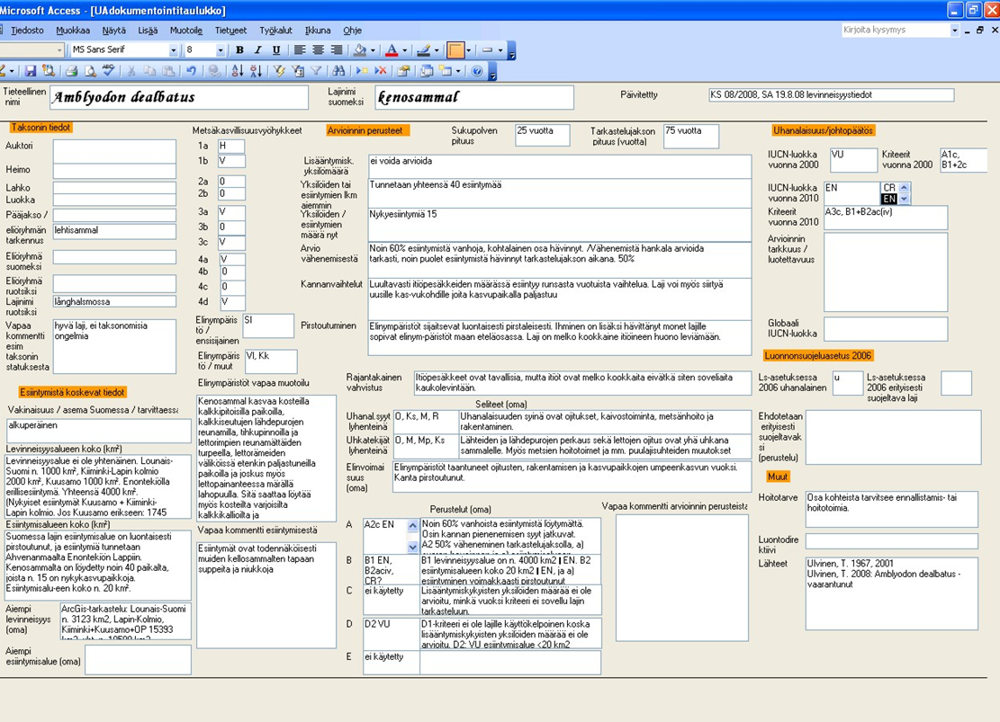 Microsoft Access - [UAdokumentointitaulukko]
Tiedosto Muokkaa Näytä Lisää Muotoile Tietueet Työkalut Ikkuna Ohje
Kirjoita kysymys
MS Sans Serif 8 B I U
Tieteellinen nimi
Amblyodon dealbatus
Lajinimi suomeksi
kenosammal
Päivitettty
KS 08/2008, SA 19.8.08 levinneisyystiedot
Taksonin tiedot
Auktori
Heimo
Lahko
Luokka
Pääjakso /
eliöryhmän tarkennus
lehtisammal
Eliöryhmä suomeksi
Eliöryhmä ruotsiksi
Lajinimi ruotsiksi
långhalsmossa
Vapaa kommentti esim taksonin statuksesta
hyvä laji, ei taksonomisia
ongelmia
Esiintymistä koskevat tiedot
Vakinaisuus / asema Suomessa / tarvittaessa
alkuperäinen
Levinneisyysalueen koko (km²)
Levinneisyysalue ei ole yhtenäinen. Lounais-
Suomi n. 1000 km², Kiiminki-Lapin kolmio
2000 km², Kuusamo 1000 km². Enontekiölla
erillisesiintymä. Yhteensä 4000 km².
(Nykyiset esiintymät Kuusamo + Kiiminki-
Lapin kolmio. Jos Kuusamo erikseen: 1745
Esiintymisalueen koko (km²)
Suomessa lajin esiintymisalue on luontaisesti
pirstoutunut, ja esiintymiä tunnetaan
Ahvenanmaalta Enontekiön Lappiin.
Kenosammalta on löydetty noin 40 paikalta,
joista n. 15 on nykykasvupaikkoja.
Esiintymisalu-een koko n. 20 km².
Aiempi levinneisyys (oma)
ArcGis-tarkastelu: Lounais-Suomi
n. 3123 km2, Lapin-Kolmio,
Kiiminki+Kuusamo+OP 15393
Aiempi esiintymisalue (oma)
Metsäkasvillisuusvyöhykkeet
1a H
1b V
2a 0
2b 0
3a V
3b 0
3c V
4a V
4b 0
4c 0
4d V
Elinympäris tö / ensisijainen
Sl
Elinympäris tö / muut
Vl, Kk
Elinympäristöt vapaa muotoilu
Kenosammal kasvaa kosteilla
kalkkipitoisilla paikoilla,
kalkkiseutujen lähdepurojen
reunamilla, tihkupinnoilla ja
lettorimpien reunamättäiden
turpeella, lettorämeiden
väliköissä etenkin paljastuneilla
paikoilla ja joskus myös
lettopainanteessa märällä
lahopuulla. Sitä saattaa löytää
myös kosteilta varjoisilta
kalkkikallioilta ja
Vapaa kommentti esiintymisestä
Esiintymät ovat todennäköisesti
muiden kellosammalten tapaan
suppeita ja niukkoja
Arvioinnin perusteet
Sukupolven pituus
25 vuotta
Tarkastelujakson pituus (vuotta)
75 vuotta
Lisääntymisk. yksilömäärä
ei voida arvioida
Yksilöiden tai esiintymien lkm aiemmin
Tunnetaan yhteensä 40 esiintymää
Yksilöiden / esiintymien määrä nyt
Nykyesiintymiä 15
Arvio vähenemisestä
Noin 60% esiintymistä vanhoja, kohtalainen osa hävinnyt. /Vähenemistä hankala arvioida
tarkasti, noin puolet esiintymistä hävinnyt tarkastelujakson aikana. 50%
Kannanvaihtelut
Luultavasti itiöpesäkkeiden määrässä esiintyy runsasta vuotuista vaihtelua. Laji voi myös siirtyä
uusille kas-vukohdille joita kasvupaikalla paljastuu
Pirstoutuminen
Elinympäristöt sijaitsevat luontaisesti pirstaleisesti. Ihminen on lisäksi hävittänyt monet lajille
sopivat elinym-päristöt maan eteläosassa. Laji on melko kookkaine itiöineen huono leviämään.
Rajantakainen vahvistus
Itiöpesäkkeet ovat tavallisia, mutta itiöt ovat melko kookkaita eivätkä siten soveliaita
kaukolevintään.
Seliteet (oma)
Uhanal.syyt lyhenteinä
O, Ks, M, R
Uhanalaisuuden syinä ovat ojitukset, kaivostoiminta, metsänhoito ja
rakentaminen.
Uhkatekijät lyhenteinä
O, M, Mp, Ks
Lähteiden ja lähdepurojen perkaus sekä lettojen ojitus ovat yhä uhkana
sammalelle. Myös metsien hoitotoimet ja mm. puulajisuhteiden muutokset
Elinvoimai suus (oma)
Elinympäristöt taantuneet ojitusten, rakentamisen ja kasvupaikkojen umpeenkasvun vuoksi.
Kanta pirstoutunut.
Perustelut (oma)
A
A2c EN
Noin 60% vanhoista esiintymistä löytymättä.
Osin kannan pienenemisen syyt jatkuvat.
A2 50% väheneminen tarkastelujaksolla, a)
B
B1 EN,
B2aciv,
CR?
B1 levinneisyysalue on n. 4000 km2 | EN. B2
esiintymisalueen koko 20 km2 | EN, ja a)
esiintyminen voimakkaasti pirstoutunut
C
ei käytetty
Lisääntymiskykyisten yksilöiden määrää ei ole
arvioitu, minkä vuoksi kriteeri ei sovellu lajin
tarkasteluun.
D
D2 VU
D1-kriteeri ei ole lajille käyttökelpoinen koska
lisääntymiskykyisten yksilöiden määrää ei ole
arvioitu. D2: VU esiintymisalue <20 km2
E
ei käytetty
Vapaa kommentti arvioinnin perusteista
Uhanalaisuus/johtopäätös
IUCN-luokka vuonna 2000
VU
Kriteerit vuonna 2000
A1c,
B1+2c
IUCN-luokka vuonna 2010
EN
CR
EN
Kriteerit vuonna 2010
A3c, B1+B2ac(iv)
Arvioinnin tarkkuus / luotettavuus
Globaali IUCN-luokka
Luonnonsuojeluasetus 2006
Ls-asetuksessa 2006 uhanalainen
u
Ls-asetuksessa 2006 erityisesti suojeltava laji
Ehdotetaan erityisesti suojeltavak si (perustelu)
Muut
Hoitotarve
Osa kohteista tarvitsee ennallistamis- tai
hoitotoimia.
Luontodire ktiivi
Lähteet
Ulvinen, T. 1967, 2001
Ulvinen, T. 2008: Amblyodon dealbatus -
vaarantunut